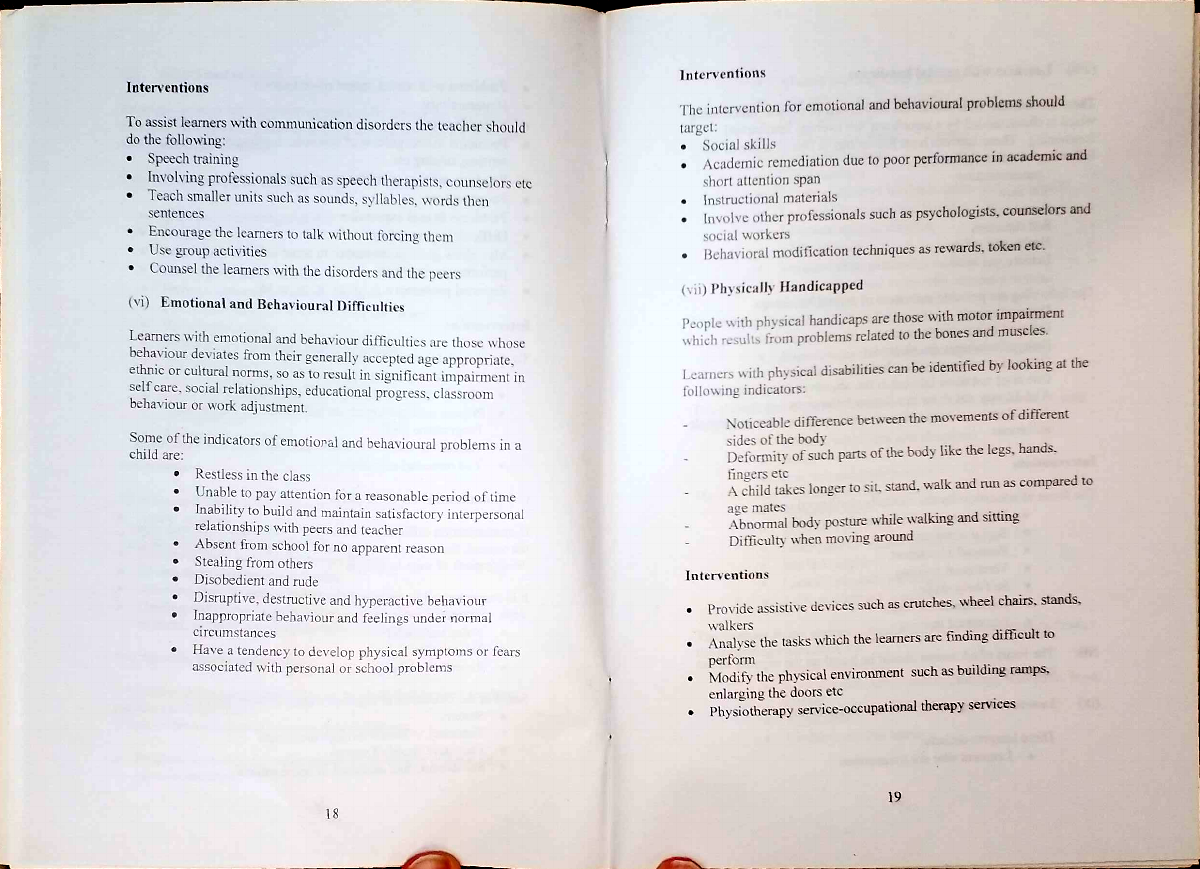 Interventions
To assist learners with communication disorders the teacher should
do the following:
• Speech training
• Involving professionals such as speech therapists, counselors etc
• Teach smaller units such as sounds, syllables, words then
sentences
• Encourage the learners to talk without forcing them
• Use group activities
• Counsel the learners with the disorders and the peers
(vi) Emotional and Behavioural Difficulties
Learners with emotional and behaviour difficulties are those whose
behaviour deviates from their generally accepted age appropriate,
ethnic or cultural norms, so as to result in significant impairment in
self care, social relationships, educational progress, classroom
behaviour or work adjustment.
Some of the indicators of emotional and behavioural problems in a
child are:
• Restless in the class
• Unable to pay attention for a reasonable period of time
• Inability to build and maintain satisfactory interpersonal
relationships with peers and teacher
• Absent from school for no apparent reason
• Stealing from others
• Disobedient and rude
• Disruptive, destructive and hyperactive behaviour
• Inappropriate behaviour and feelings under normal
circumstances
• Have a tendency to develop physical symptoms or fears
associated with personal or school problems
18
Interventions
The intervention for emotional and behavioural problems should
target:
• Social skills
• Academic remediation due to poor performance in academic and
short attention span
• Instructional materials
• Involve other professionals such as psychologists, counselors and
social workers
• Behavioral modification techniques as rewards, token etc.
(vii) Physically Handicapped
People with physical handicaps are those with motor impairment
which results from problems related to the bones and muscles.
Learners with physical disabilities can be identified by looking at the
following indicators:
- Noticeable difference between the movements of different
sides of the body
- Deformity of such parts of the body like the legs, hands,
fingers etc
- A child takes longer to sit, stand, walk and run as compared to
age mates
- Abnormal body posture while walking and sitting
- Difficulty when moving around
Interventions
• Provide assistive devices such as crutches, wheel chairs, stands,
walkers
• Analyse the tasks which the learners are finding difficult to
perform
• Modify the physical environment such as building ramps,
enlarging the doors etc
• Physiotherapy service-occupational therapy services
19